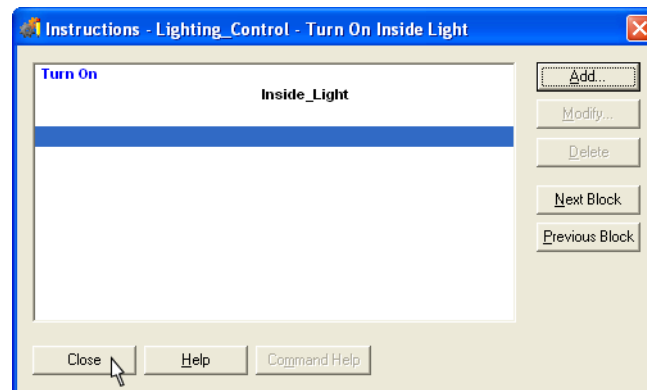 Instructions - Lighting_Control - Turn On Inside Light
Turn On
Inside_Light
Add...
Modify...
Delete
Next Block
Previous Block
Close
Help
Command Help